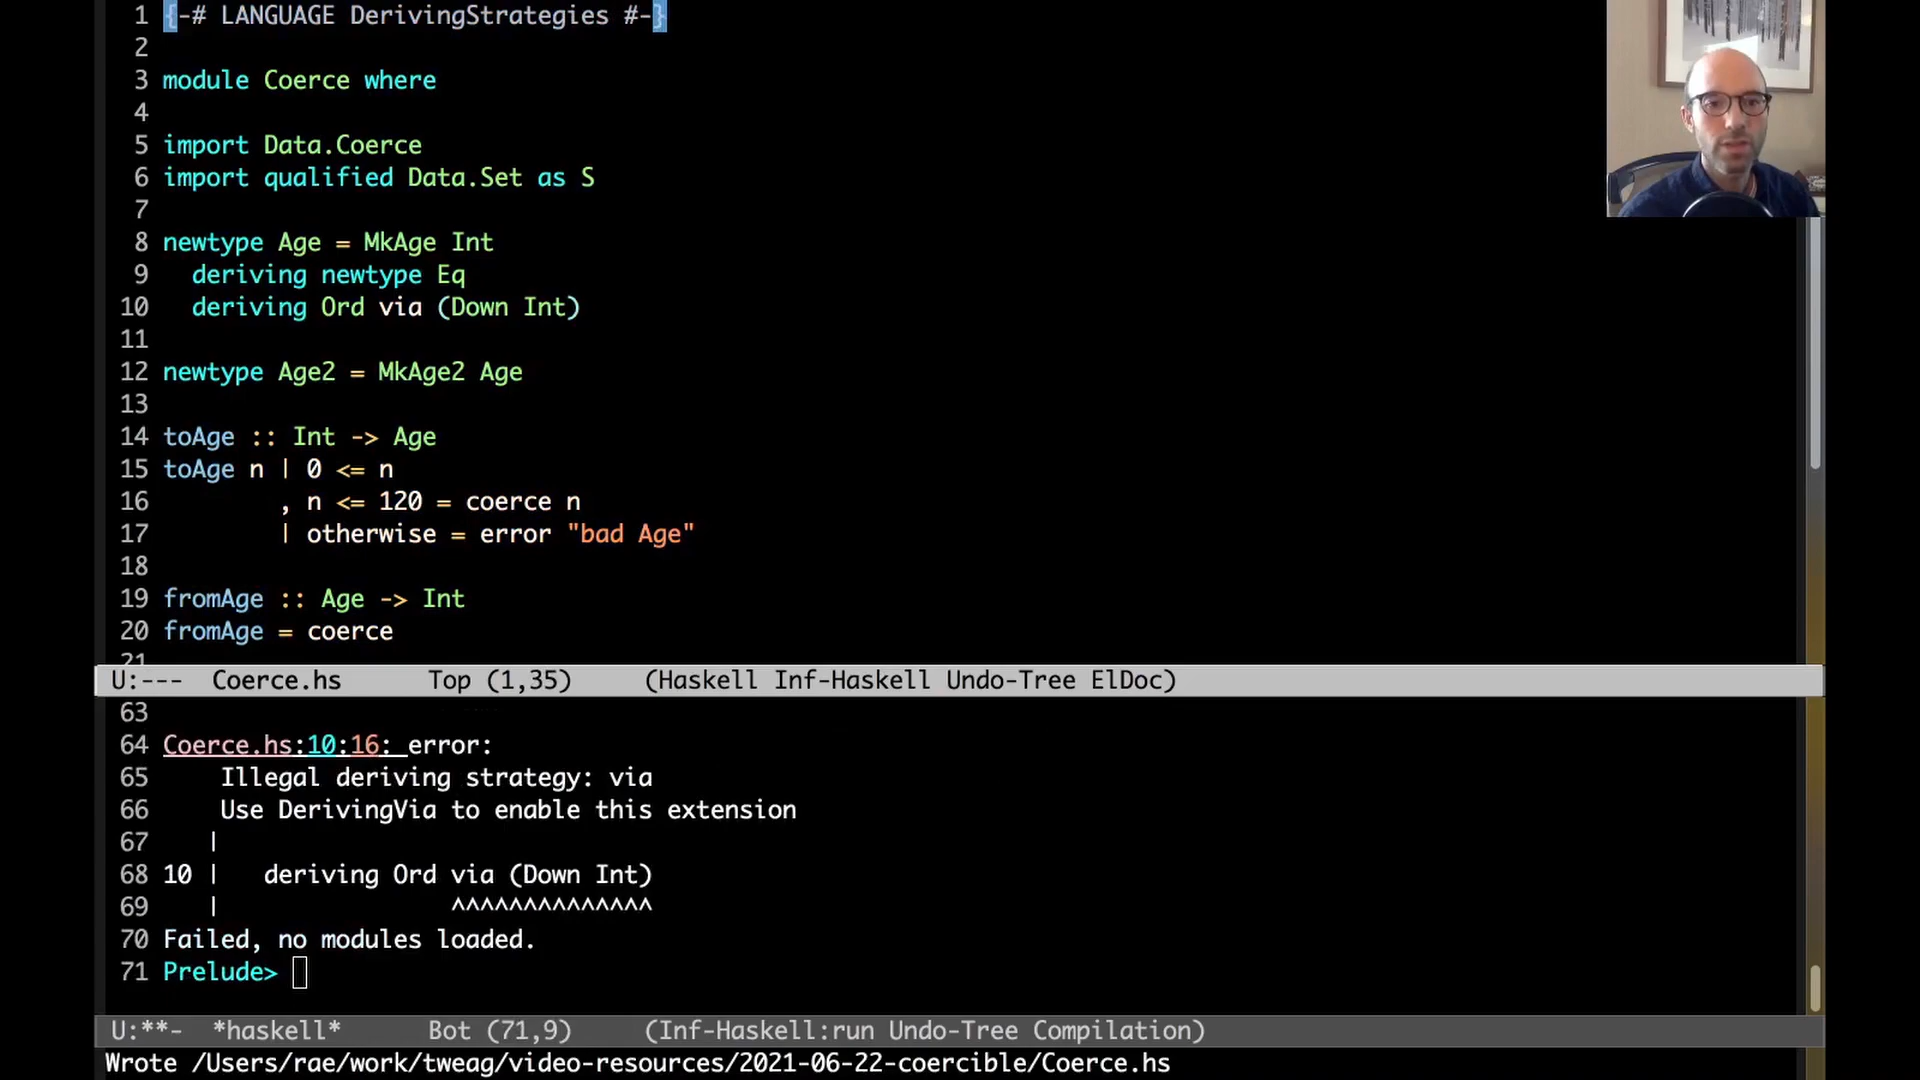 1 {-# LANGUAGE DerivingStrategies #-}
2
3 module Coerce where
4
5 import Data.Coerce
6 import qualified Data.Set as S
7
8 newtype Age = MkAge Int
9   deriving newtype Eq
10   deriving Ord via (Down Int)
11
12 newtype Age2 = MkAge2 Age
13
14 toAge :: Int -> Age
15 toAge n | 0 <= n
16         , n <= 120 = coerce n
17         | otherwise = error "bad Age"
18
19 fromAge :: Age -> Int
20 fromAge = coerce
21
U:---  Coerce.hs      Top (1,35)     (Haskell Inf-Haskell Undo-Tree ElDoc)
63
64 Coerce.hs:10:16: error:
65     Illegal deriving strategy: via
66     Use DerivingVia to enable this extension
67    |
68 10 |   deriving Ord via (Down Int)
69    |                ^^^^^^^^^^^^^^
70 Failed, no modules loaded.
71 Prelude>
U:**-  *haskell*      Bot (71,9)     (Inf-Haskell:run Undo-Tree Compilation)
Wrote /Users/rae/work/tweag/video-resources/2021-06-22-coercible/Coerce.hs